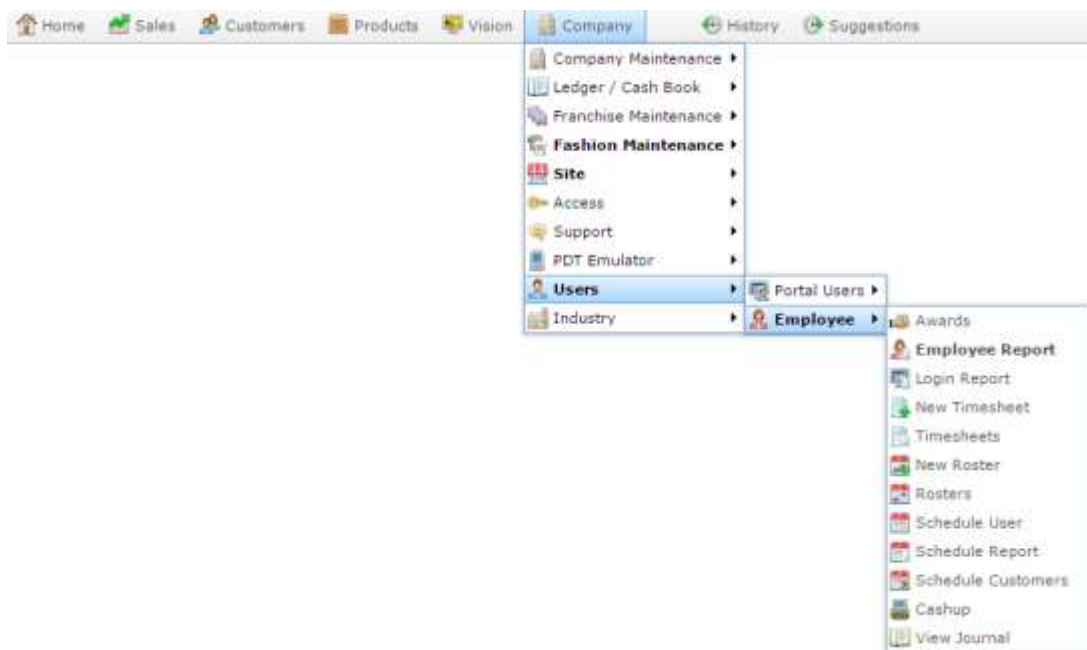 Home Sales Customers Products Vision Company History Suggestions
Company Maintenance
Ledger / Cash Book
Franchise Maintenance
Fashion Maintenance
Site
Access
Support
PDT Emulator
Users Portal Users
Industry Employee Awards
Employee Report
Login Report
New Timesheet
Timesheets
New Roster
Rosters
Schedule User
Schedule Report
Schedule Customers
Cashup
View Journal